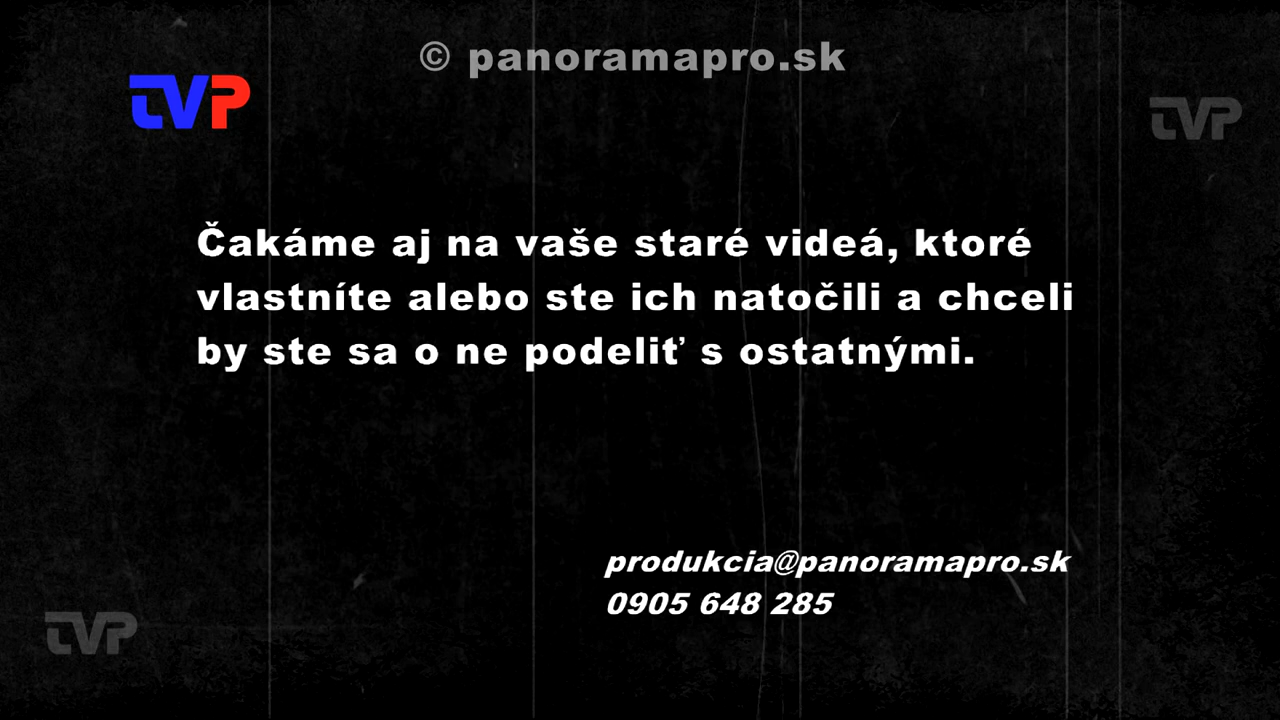 © panoramapro.sk
TVP
TVP
Čakáme aj na vaše staré videá, ktoré
vlastníte alebo ste ich natočili a chceli
by ste sa o ne podeliť s ostatnými.
produkcia@panoramapro.sk
0905 648 285
TVP